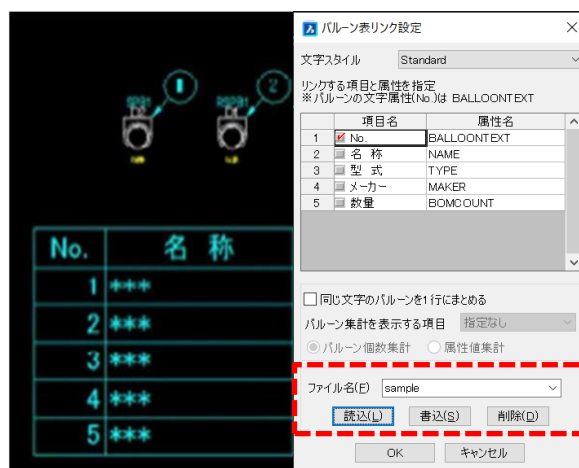 1
2
No.
名 称
1 ***
2 ***
3 ***
4 ***
5 ***
バルーン表リンク設定
文字スタイル Standard
リンクする項目と属性を指定
※バルーンの文字属性(No.)は BALLOONTEXT
項目名 属性名
1 No. BALLOONTEXT
2 名 称 NAME
3 型 式 TYPE
4 メーカー MAKER
5 数量 BOMCOUNT
同じ文字のバルーンを1行にまとめる
バルーン集計を表示する項目 指定なし
バルーン個数集計 属性値集計
ファイル名(F) sample
読込(L) 書込(S) 削除(D)
OK キャンセル